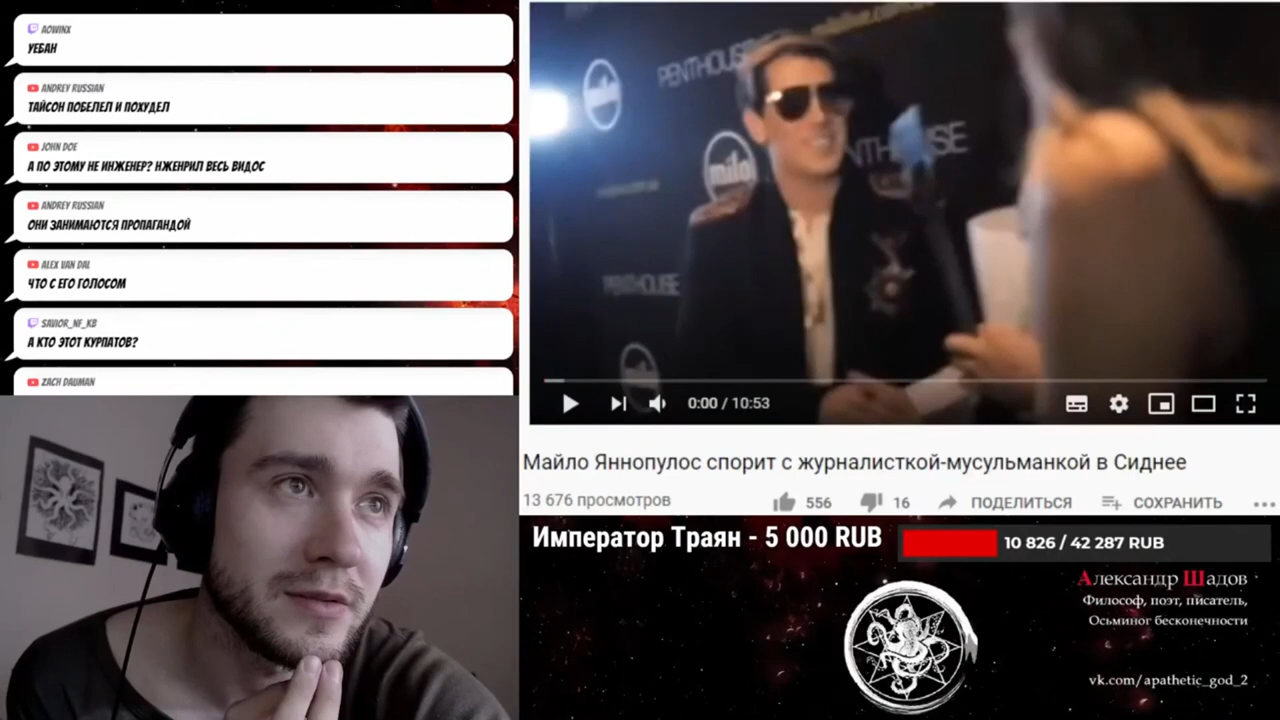 AOWINX
УЕБАН
ANDREY RUSSIAN
ТАЙСОН ПОБЕЛЕЛ И ПОХУДЕЛ
JOHN DOE
А ПО ЭТОМУ НЕ ИНЖЕНЕР? НЖЕНРИЛ ВЕСЬ ВИДОС
ANDREY RUSSIAN
ОНИ ЗАНИМАЮТСЯ ПРОПАГАНДОЙ
ALEX VAN DAL
ЧТО С ЕГО ГОЛОСОМ
SAVIOR_NF_KB
А КТО ЭТОТ КУРПАТОВ?
ZACH DAUMAN
PENTHOUSE
PENTHOUSE
milo
PENTHOUSE
0:00 / 10:53
Майло Яннопулос спорит с журналисткой-мусульманкой в Сиднее
13 676 просмотров
556
16
ПОДЕЛИТЬСЯ
СОХРАНИТЬ
Император Траян - 5 000 RUB
10 826 / 42 287 RUB
Александр Шадов
Философ, поэт, писатель,
Осьминог бесконечности
vk.com/apathetic_god_2